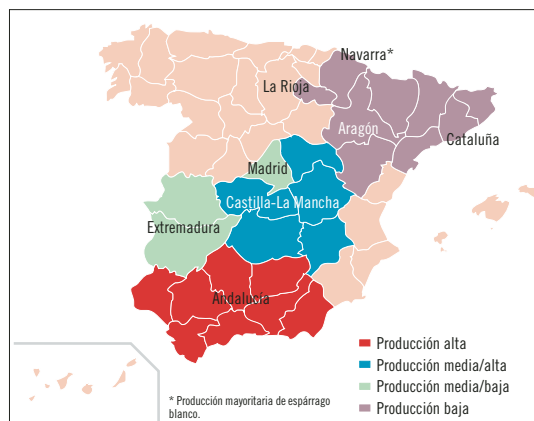 Navarra*
La Rioja
Aragón
Cataluña
Madrid
Castilla-La Mancha
Extremadura
Andalucía
Producción alta
Producción media/alta
Producción media/baja
Producción baja
* Producción mayoritaria de espárrago
blanco.